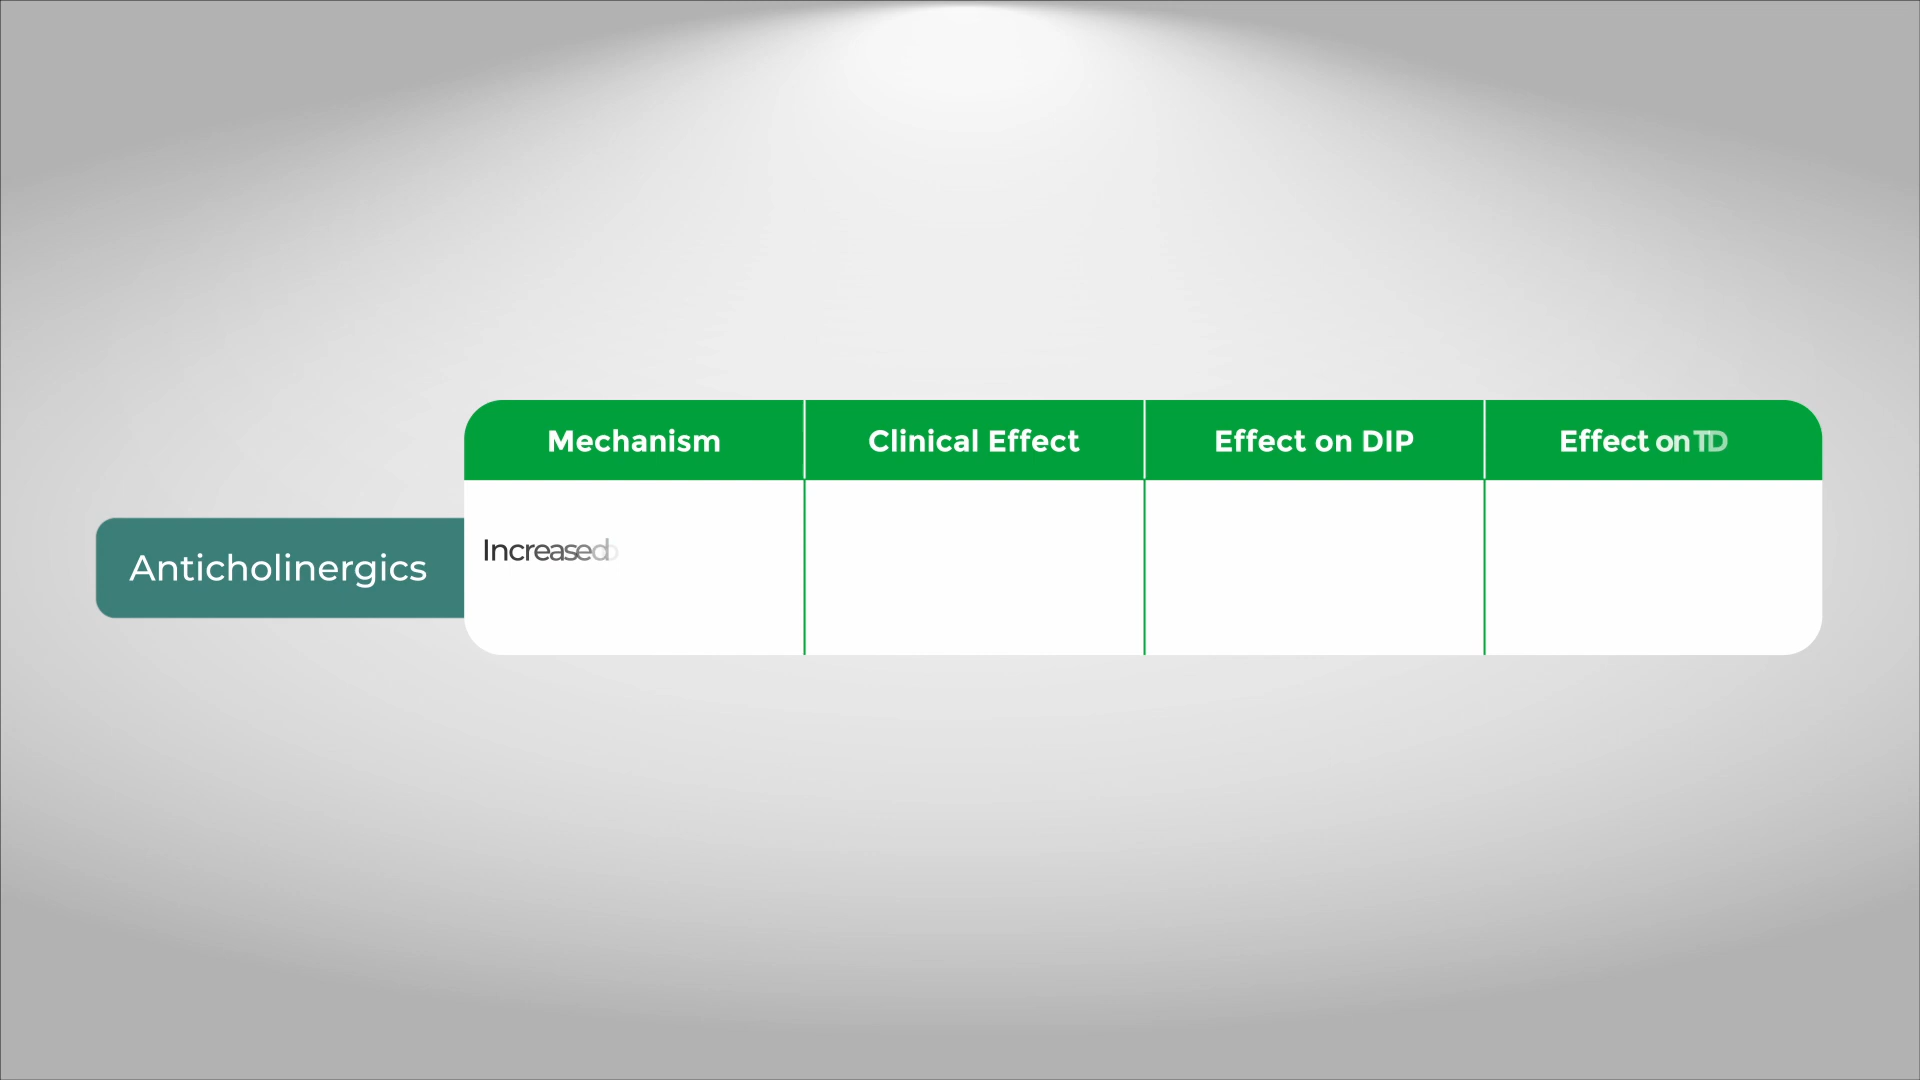 Mechanism
Clinical Effect
Effect on DIP
Effect on TD
Anticholinergics
Increased